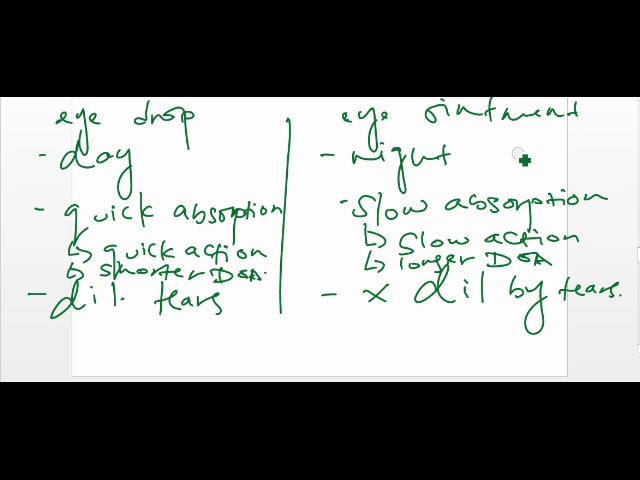 eye drop
- day
- quick absorption
↳ quick action
↳ shorter DOA.
- dil. tears
eye ointment
- night
- slow absorption
↳ slow action
↳ longer DOA
- x dil by tears.